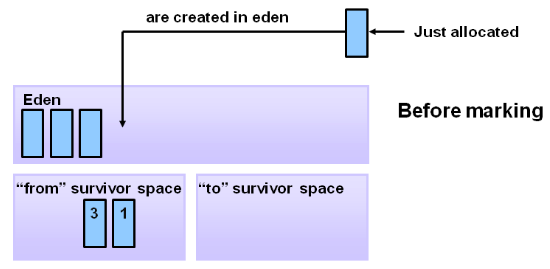 are created in eden
Just allocated
Eden
Before marking
“from” survivor space
“to” survivor space
3 1